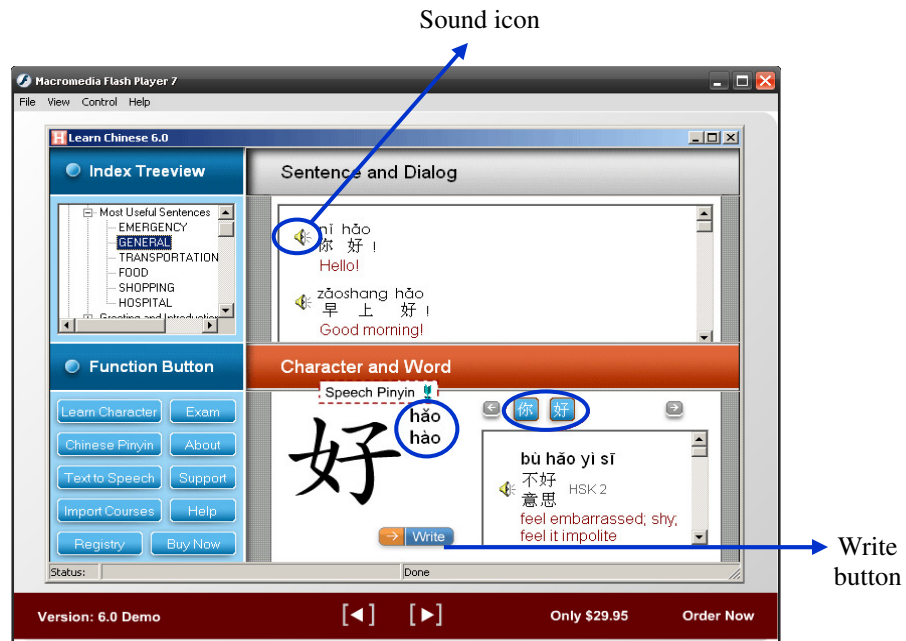 Sound icon
Macromedia Flash Player 7
File View Control Help
Learn Chinese 6.0
Index Treeview
Sentence and Dialog
Most Useful Sentences
EMERGENCY
GENERAL
TRANSPORTATION
FOOD
SHOPPING
HOSPITAL
Greeting and Introduction
nǐ hǎo
你 好 !
Hello!
zǎoshang hǎo
早 上 好 !
Good morning!
Function Button
Character and Word
Learn Character Exam
Chinese Pinyin About
Text to Speech Support
Import Courses Help
Registry Buy Now
Speech Pinyin
hǎo
hào
好
Write
你 好
bù hǎo yì sī
不好
意思 HSK 2
feel embarrassed; shy;
feel it impolite
Write
button
Status: Done
Version: 6.0 Demo [◄] [►] Only $29.95 Order Now